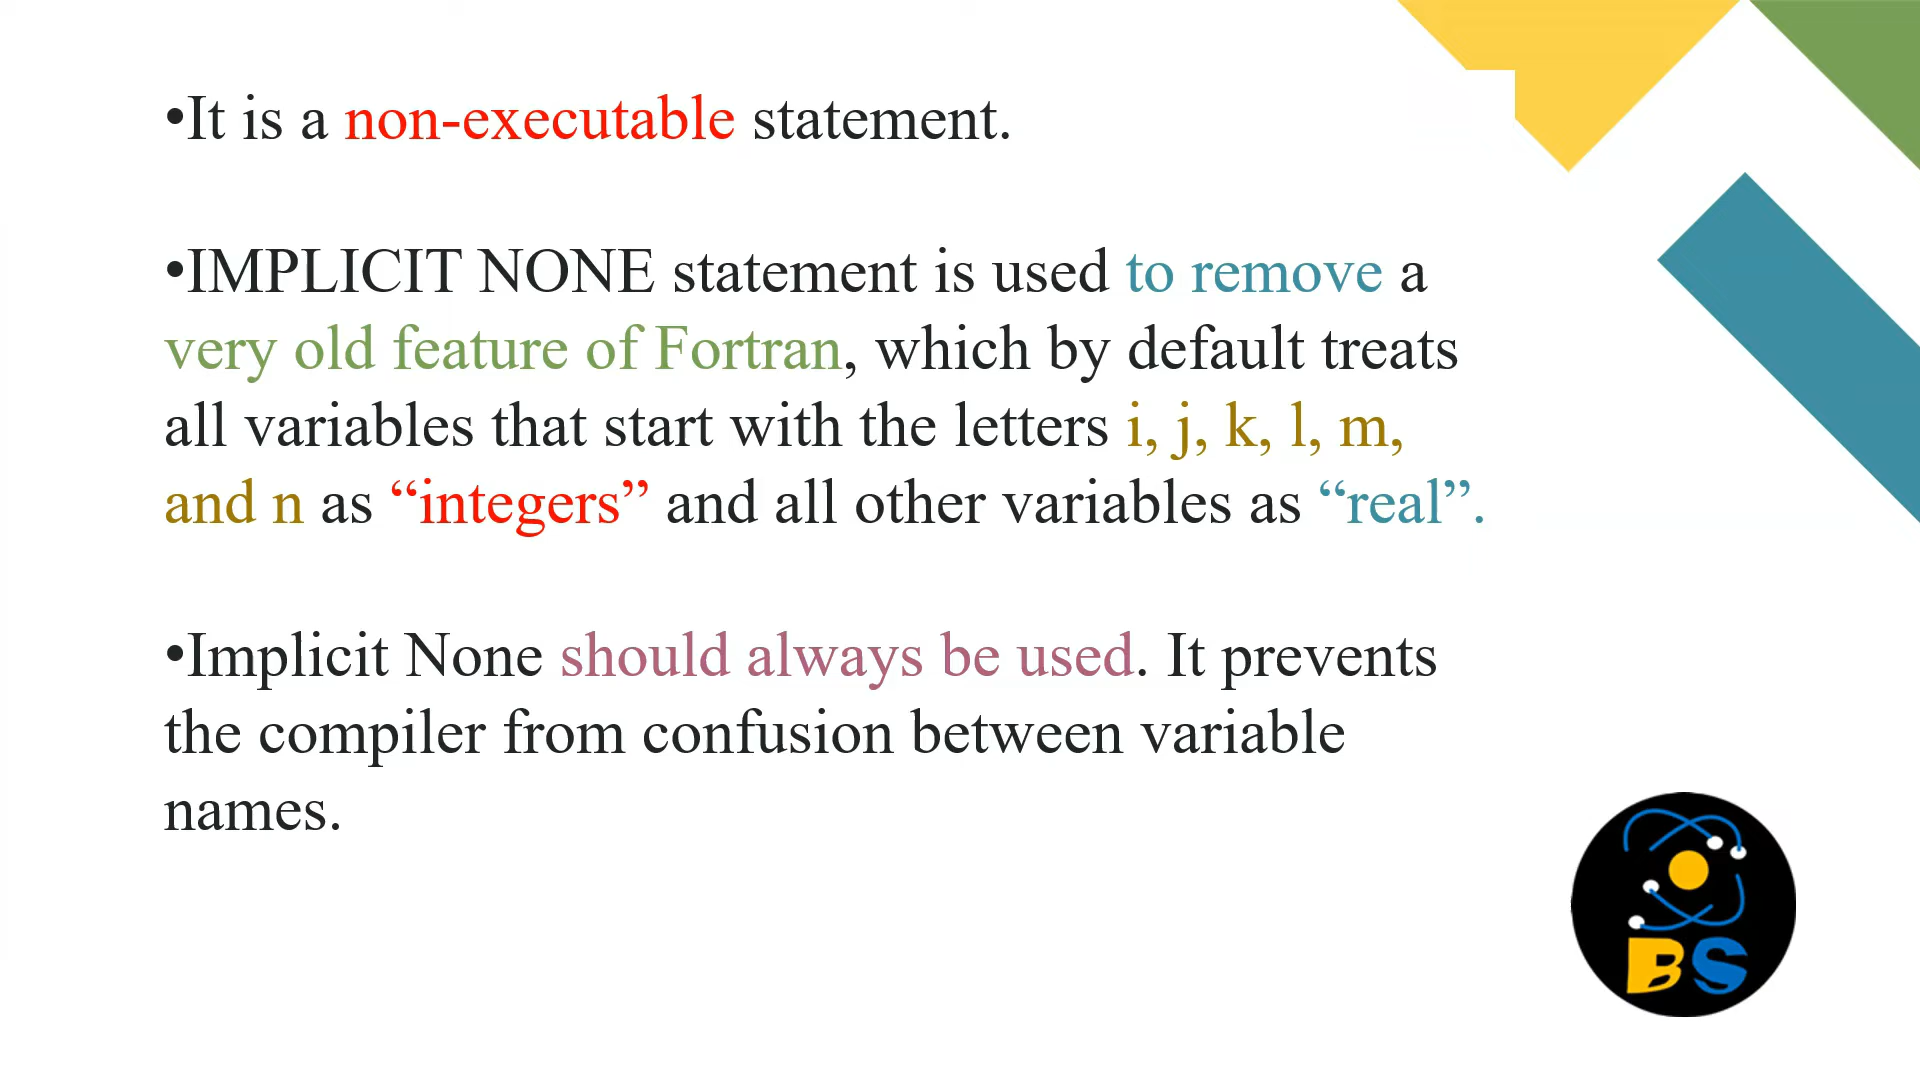 •It is a non-executable statement.
•IMPLICIT NONE statement is used to remove a
very old feature of Fortran, which by default treats
all variables that start with the letters i, j, k, l, m,
and n as “integers” and all other variables as “real”.
•Implicit None should always be used. It prevents
the compiler from confusion between variable
names.
BS